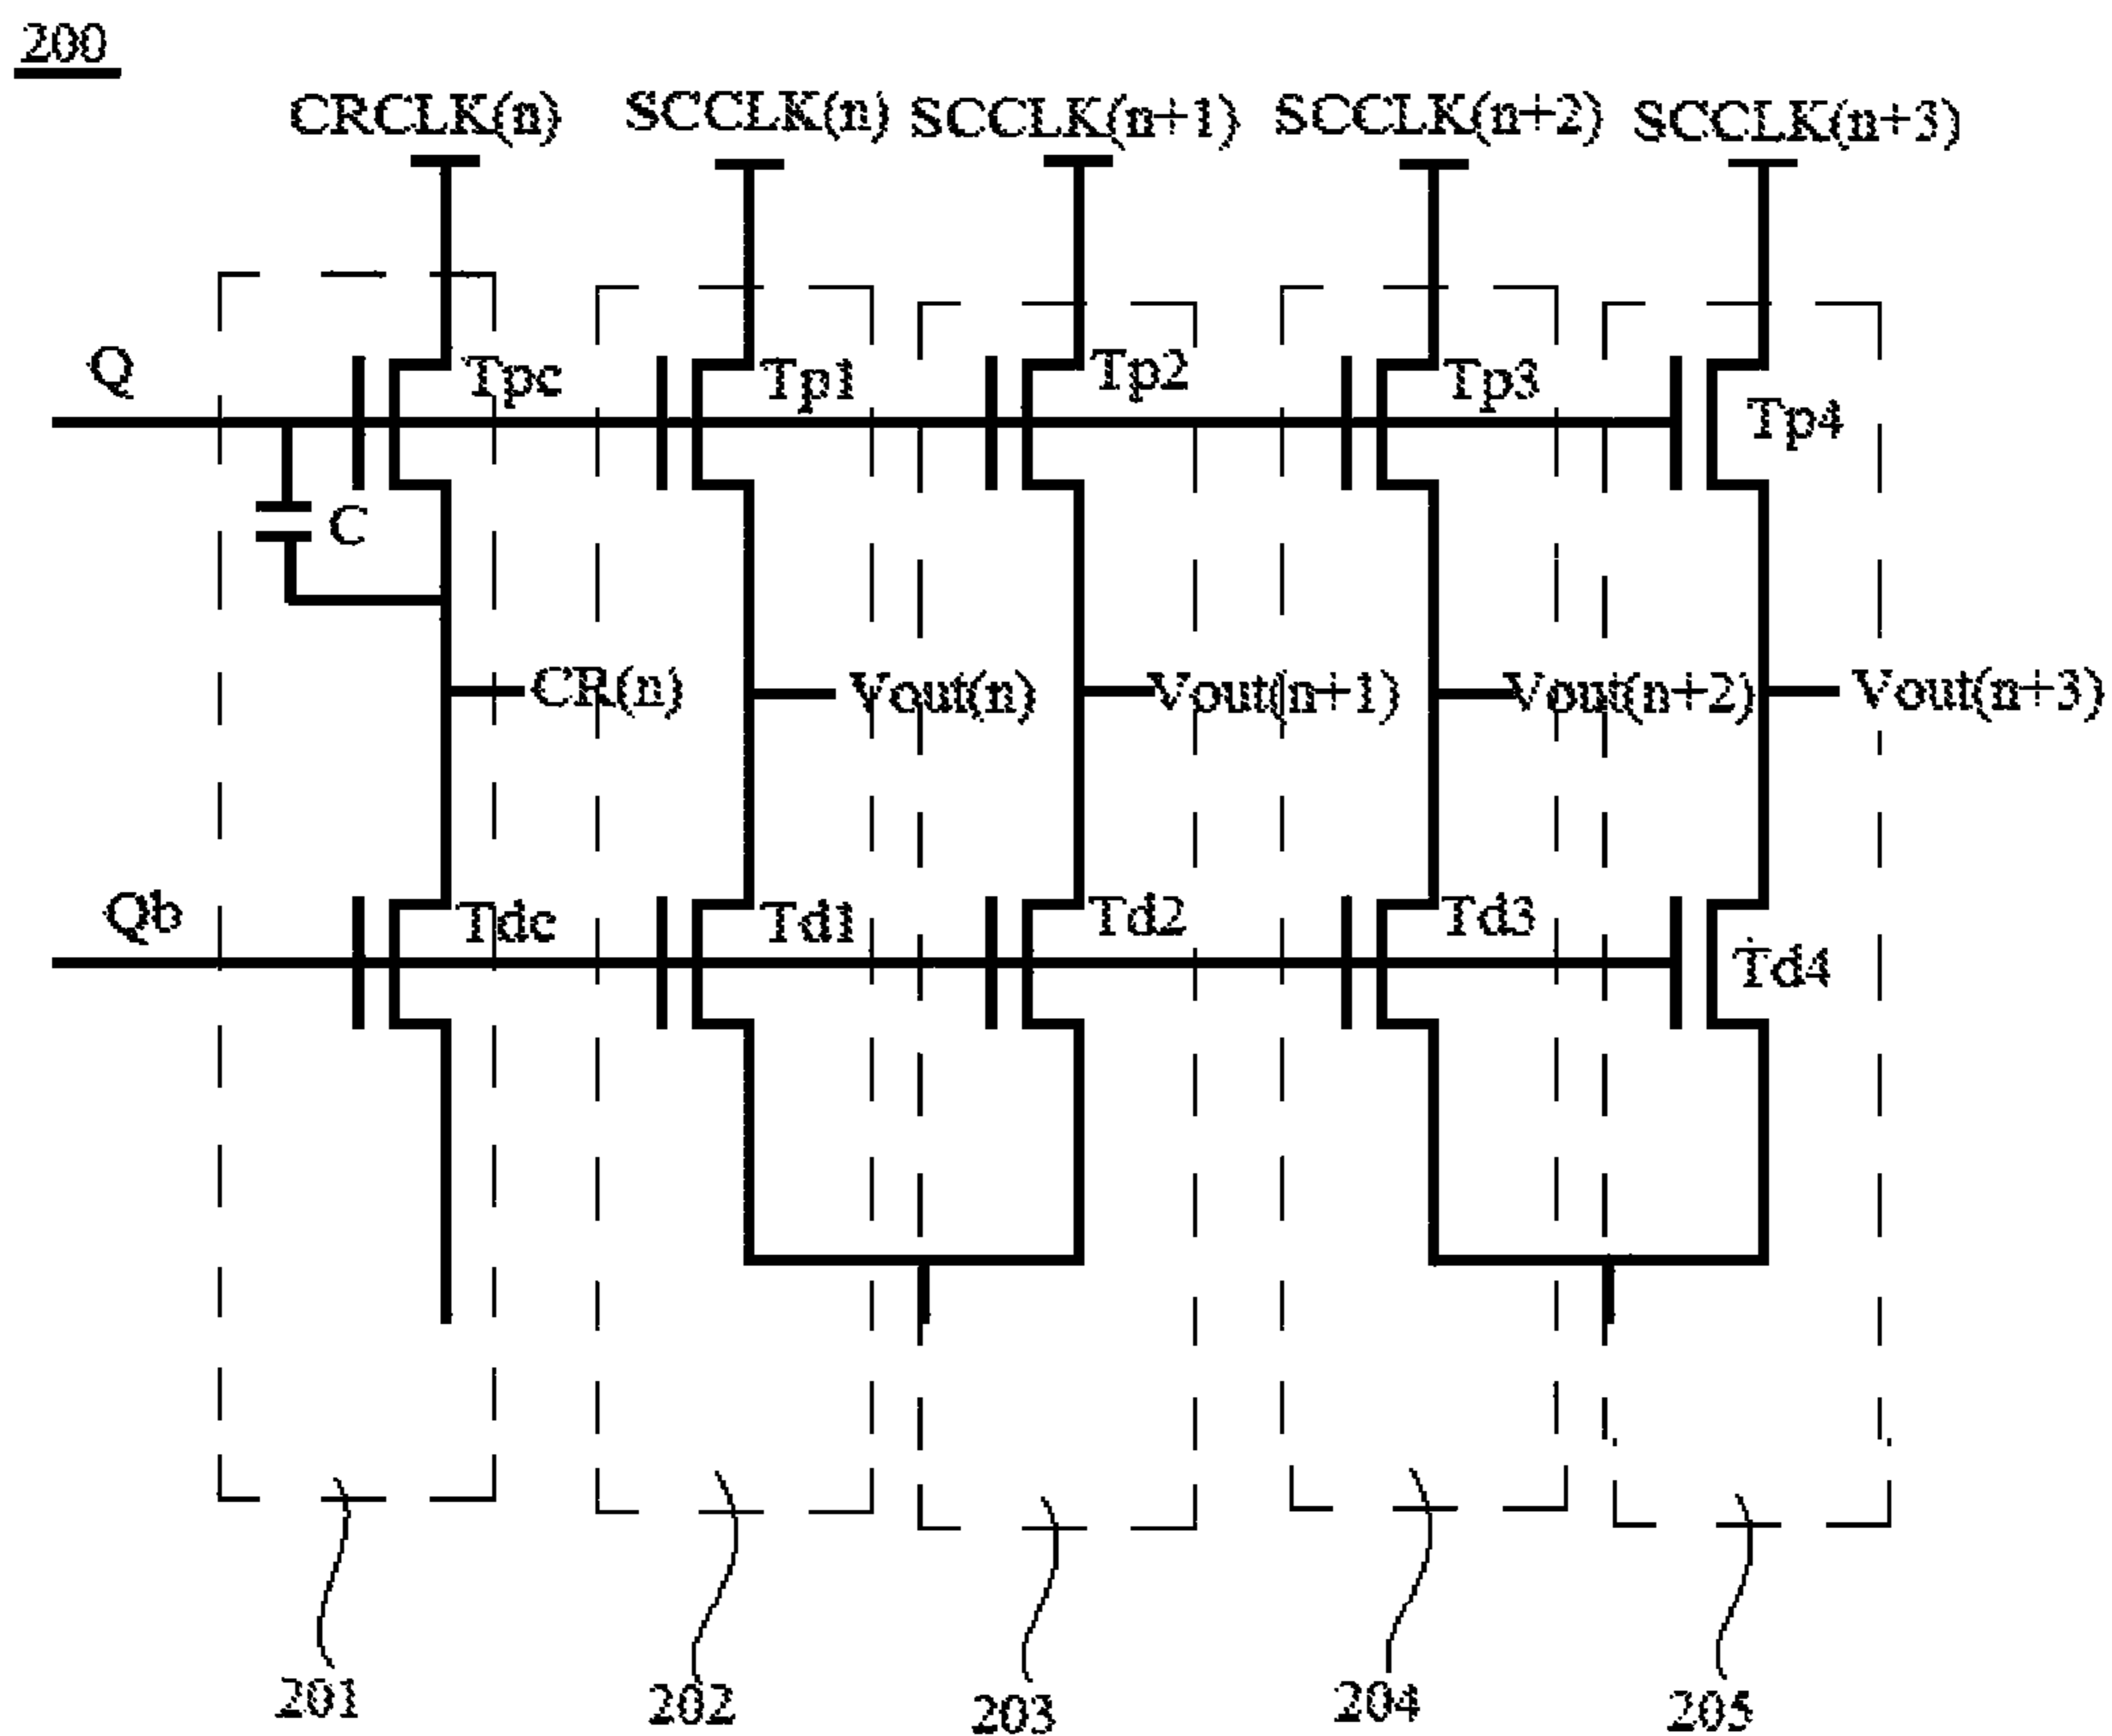 200
CRCLK(n) SCCLK(n) SCCLK(n+1) SCCLK(n+2) SCCLK(n+3)
Q Tpc Tp1 Tp2 Tp3 Tp4
C
CR(n) Vout(n) Vout(n+1) Vout(n+2) Vout(n+3)
Qb Tdc Td1 Td2 Td3 Td4
201 202 203 204 205